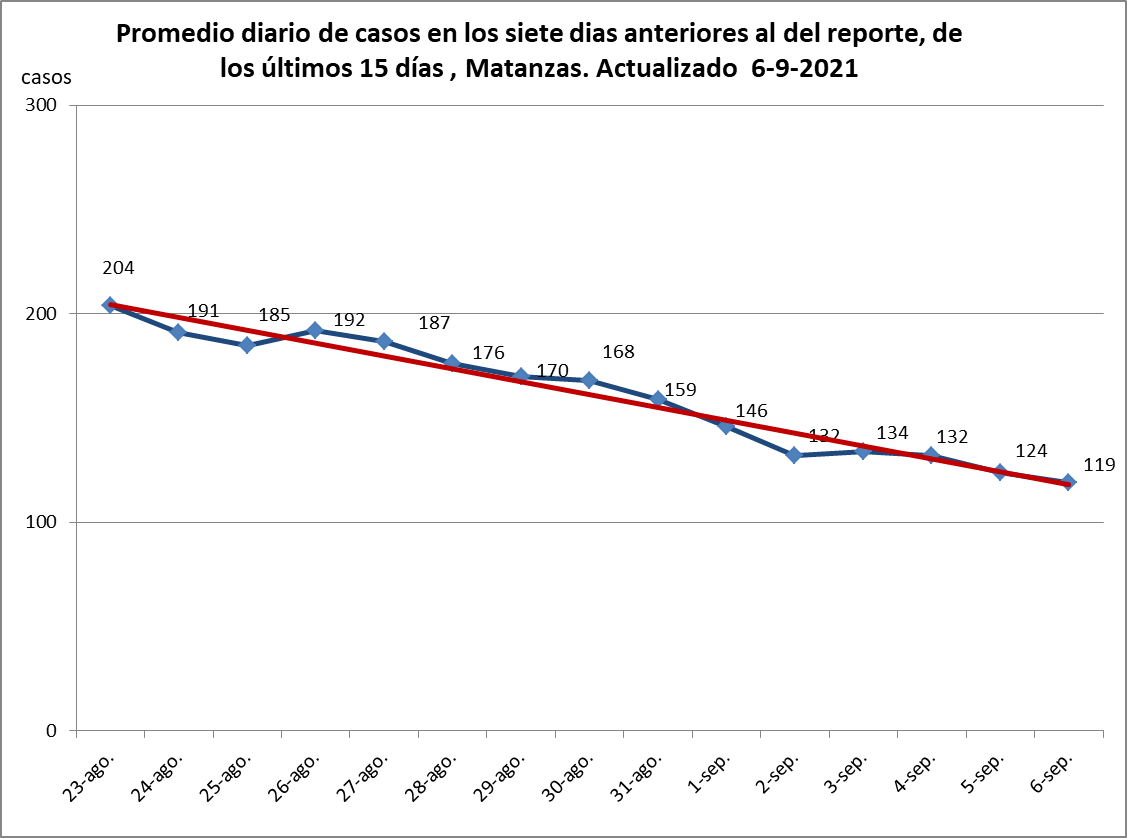 Promedio diario de casos en los siete dias anteriores al del reporte, de
los últimos 15 días , Matanzas. Actualizado  6-9-2021
casos
300
200
100
0
204
191
185
192
187
176
170
168
159
146
132
134
132
124
119
23-ago.
24-ago.
25-ago.
26-ago.
27-ago.
28-ago.
29-ago.
30-ago.
31-ago.
1-sep.
2-sep.
3-sep.
4-sep.
5-sep.
6-sep.